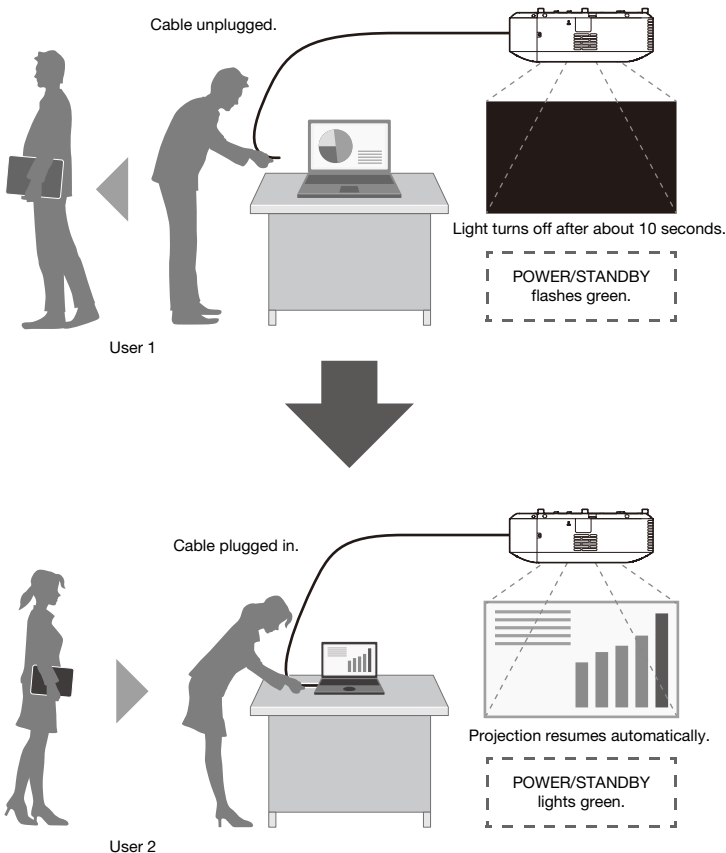 Cable unplugged.
Light turns off after about 10 seconds.
POWER/STANDBY
flashes green.
User 1
Cable plugged in.
Projection resumes automatically.
POWER/STANDBY
lights green.
User 2